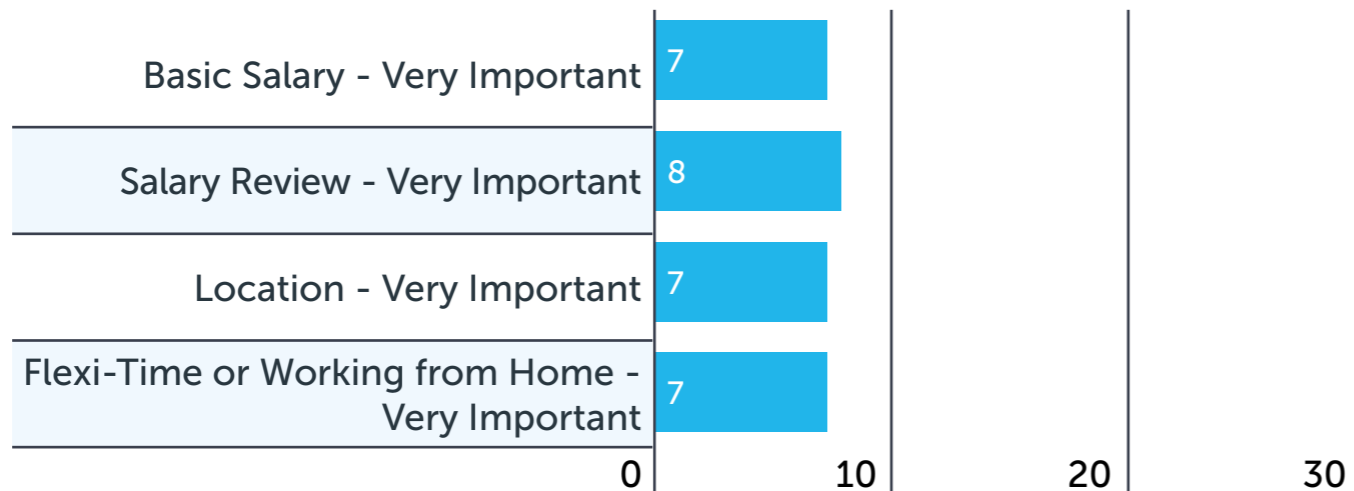 Basic Salary - Very Important 7
Salary Review - Very Important 8
Location - Very Important 7
Flexi-Time or Working from Home -
Very Important 7
0 10 20 30